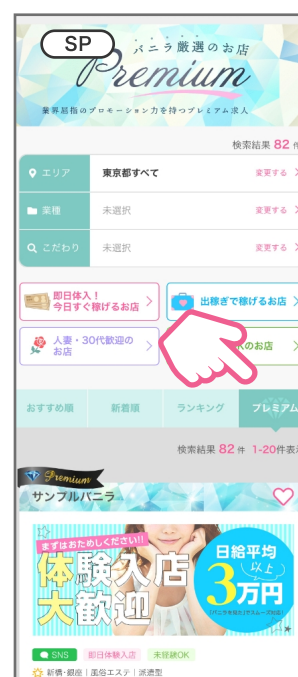 SP
バニラ厳選のお店
Premium
業界屈指のプロモーション力を持つプレミアム求人
検索結果 82 件
エリア 東京都すべて 変更する
業種 未選択 変更する
こだわり 未選択 変更する
即日体入！
今日すぐ稼げるお店
出稼ぎで稼げるお店
人妻・30代歓迎の
お店
のお店
おすすめ順 新着順 ランキング プレミアム
検索結果 82 件 1-20件表示
Premium
サンプルバニラ
まずはおためしください!!
体験入店
大歓迎
日給平均
以上
3万円
SNS 即日体験入店 未経験OK
新橋・銀座｜風俗エステ｜派遣型